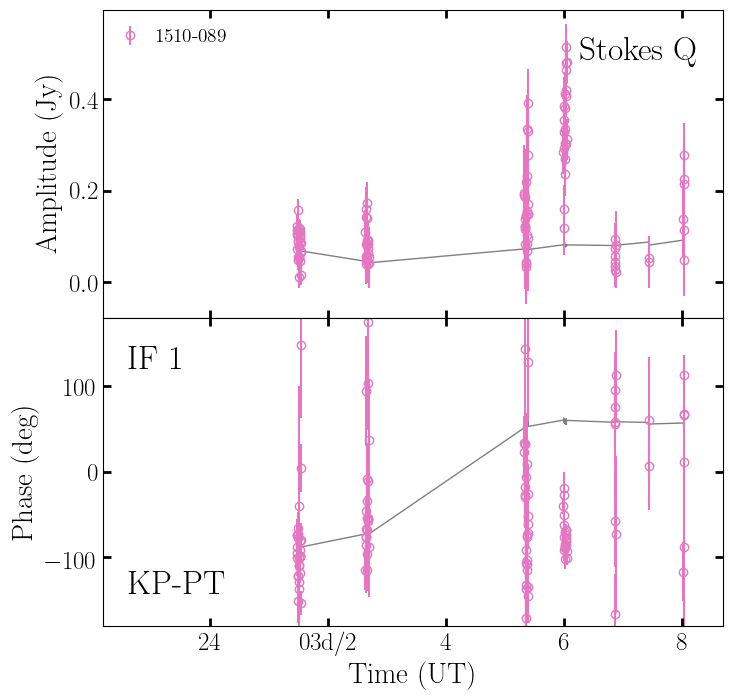 1510-089
Stokes Q
Amplitude (Jy)
0.4
0.2
0.0
IF 1
Phase (deg)
100
0
−100
KP-PT
24 03d/2 4 6 8
Time (UT)